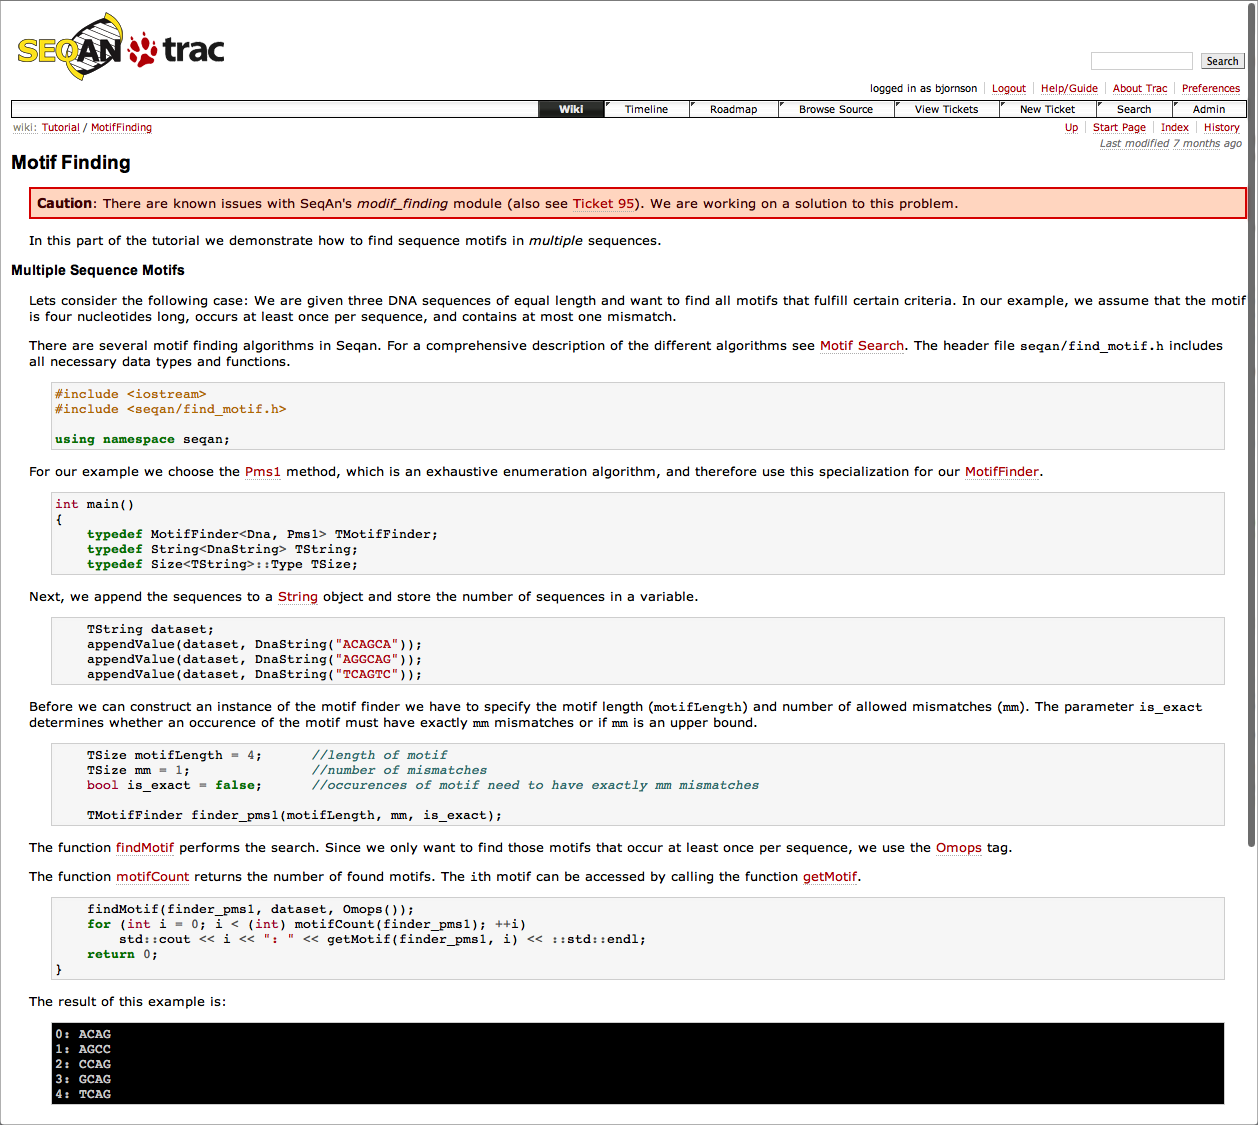 SEQAN trac
Search
logged in as bjornson Logout Help/Guide About Trac Preferences
Wiki Timeline Roadmap Browse Source View Tickets New Ticket Search Admin
wiki: Tutorial / MotifFinding Up Start Page Index History
Last modified 7 months ago
Motif Finding
Caution: There are known issues with SeqAn's modif_finding module (also see Ticket 95). We are working on a solution to this problem.
In this part of the tutorial we demonstrate how to find sequence motifs in multiple sequences.
Multiple Sequence Motifs
Lets consider the following case: We are given three DNA sequences of equal length and want to find all motifs that fulfill certain criteria. In our example, we assume that the motif
is four nucleotides long, occurs at least once per sequence, and contains at most one mismatch.
There are several motif finding algorithms in Seqan. For a comprehensive description of the different algorithms see Motif Search. The header file seqan/find_motif.h includes
all necessary data types and functions.
#include <iostream>
#include <seqan/find_motif.h>
using namespace seqan;
For our example we choose the Pms1 method, which is an exhaustive enumeration algorithm, and therefore use this specialization for our MotifFinder.
int main()
{
typedef MotifFinder<Dna, Pms1> TMotifFinder;
typedef String<DnaString> TString;
typedef Size<TString>::Type TSize;
Next, we append the sequences to a String object and store the number of sequences in a variable.
TString dataset;
appendValue(dataset, DnaString("ACAGCA"));
appendValue(dataset, DnaString("AGGCAG"));
appendValue(dataset, DnaString("TCAGTC"));
Before we can construct an instance of the motif finder we have to specify the motif length (motifLength) and number of allowed mismatches (mm). The parameter is_exact
determines whether an occurence of the motif must have exactly mm mismatches or if mm is an upper bound.
TSize motifLength = 4; //length of motif
TSize mm = 1; //number of mismatches
bool is_exact = false; //occurences of motif need to have exactly mm mismatches
TMotifFinder finder_pms1(motifLength, mm, is_exact);
The function findMotif performs the search. Since we only want to find those motifs that occur at least once per sequence, we use the Omops tag.
The function motifCount returns the number of found motifs. The ith motif can be accessed by calling the function getMotif.
findMotif(finder_pms1, dataset, Omops());
for (int i = 0; i < (int) motifCount(finder_pms1); ++i)
std::cout << i << ": " << getMotif(finder_pms1, i) << ::std::endl;
return 0;
}
The result of this example is:
0: ACAG
1: AGCC
2: CCAG
3: GCAG
4: TCAG